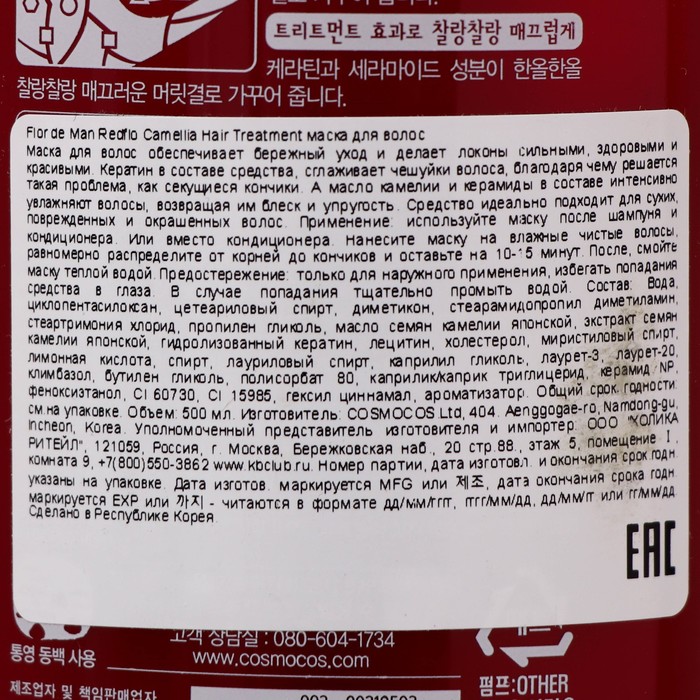 트리트먼트 효과로 찰랑찰랑 매끄럽게
케라틴과 세라마이드 성분이 한올한올
찰랑찰랑 매끄러운 머릿결로 가꾸어 줍니다.
Flor de Man Redflo Camellia Hair Treatment маска для волос
Маска для волос обеспечивает бережный уход и делает локоны сильными, здоровыми и
красивыми. Кератин в составе средства, сглаживает чешуйки волоса, благодаря чему решается
такая проблема, как секущиеся кончики. А масло камелии и керамиды в составе интенсивно
увлажняют волосы, возвращая им блеск и упругость. Средство идеально подходит для сухих,
поврежденных и окрашенных волос. Применение: используйте маску после шампуня и
кондиционера. Или вместо кондиционера. Нанесите маску на влажные чистые волосы,
равномерно распределите от корней до кончиков и оставьте на 10-15 минут. После, смойте
маску теплой водой. Предостережение: только для наружного применения, избегать попадания
средства в глаза. В случае попадания тщательно промыть водой. Состав: Вода,
циклопентасилоксан, цетеариловый спирт, диметикон, стеарамидопропил диметиламин,
стеартримония хлорид, пропилен гликоль, масло семян камелии японской, экстракт семян
камелии японской, гидролизованный кератин, лецитин, холестерол, миристиловый спирт,
лимонная кислота, спирт, лауриловый спирт, каприлил гликоль, лаурет-3, лаурет-20,
климбазол, бутилен гликоль, полисорбат 80, каприлик/каприк триглицерид, керамид NP,
феноксиэтанол, CI 60730, CI 15985, гексил циннамал, ароматизатор. Общий срок годности:
см.на упаковке. Объем: 500 мл. Изготовитель: COSMOCOS.Ltd, 404. Aenggogae-ro, Namdong-gu,
Incheon, Korea. Уполномоченный представитель изготовителя и импортер: ООО "КОЛИКА
РИТЕЙЛ", 121059, Россия, г. Москва, Бережковская наб., 20 стр.88., этаж 5, помещение I,
комната 9, +7(800)550-3862 www.kbclub.ru. Номер партии, дата изготовл. и окончания срок годн.
указаны на упаковке. Дата изготов. маркируется MFG или 제조, дата окончания срока годн.
маркируется EXP или 까지 - читаются в формате дд/мм/гггг, гггг/мм/дд, дд/мм/гг или гг/мм/дд.
Сделано в Республике Корея.
EAC
통영 동백 사용
고객 상담실 : 080-604-1734
www.cosmocos.com
펌프:OTHER
제조업자 및 책임판매업자